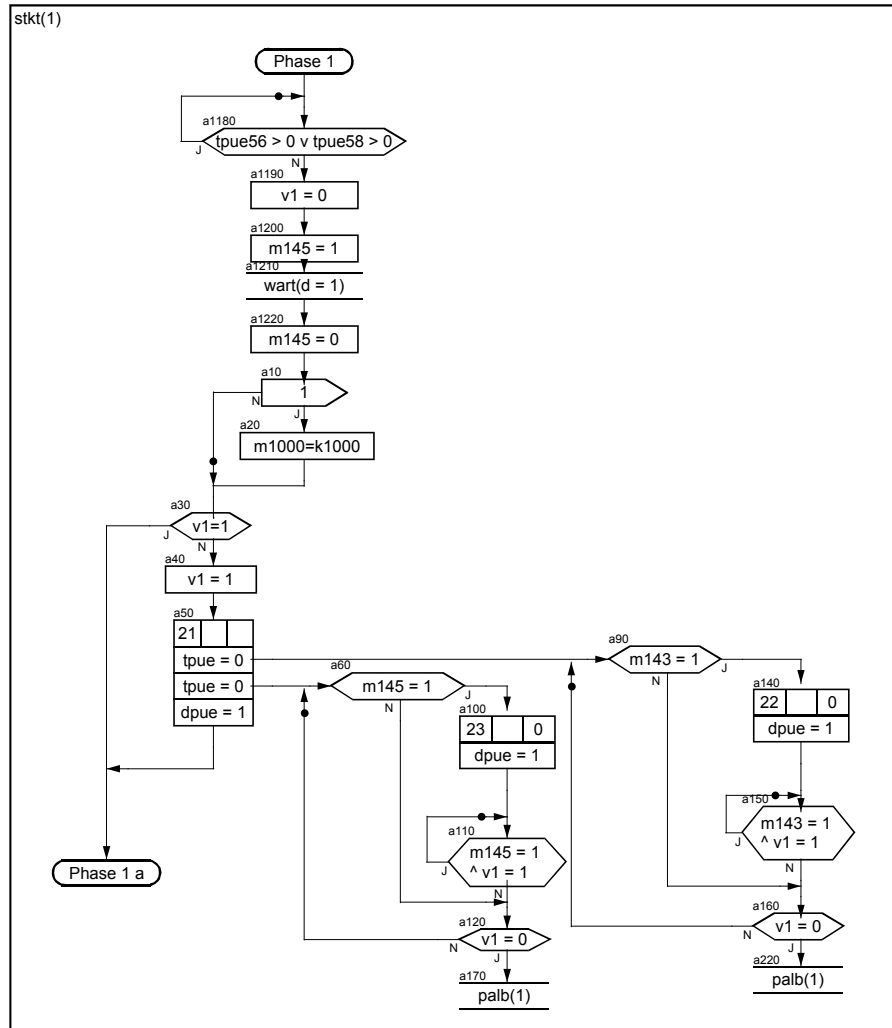 stkt(1)
Phase 1
a1180
tpue56 > 0 v tpue58 > 0
J
N
a1190
v1 = 0
a1200
m145 = 1
a1210
wart(d = 1)
a1220
m145 = 0
a10
1
N
J
a20
m1000=k1000
a30
v1=1
J
N
a40
v1 = 1
a50
21
tpue = 0
tpue = 0
dpue = 1
a60
m145 = 1
J
N
a90
m143 = 1
J
N
a100
23 0
dpue = 1
a140
22 0
dpue = 1
a110
m145 = 1
^ v1 = 1
J
N
a150
m143 = 1
^ v1 = 1
J
N
Phase 1 a
a120
v1 = 0
N
J
a160
v1 = 0
N
J
a170
palb(1)
a220
palb(1)